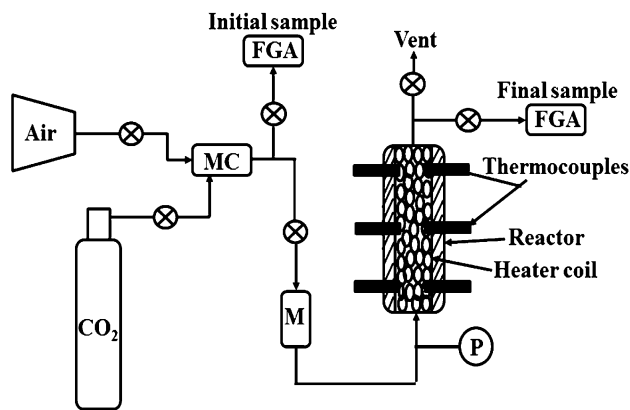 Initial sample
FGA
Vent
Final sample
FGA
Air
MC
Thermocouples
Reactor
Heater coil
M
CO₂
P